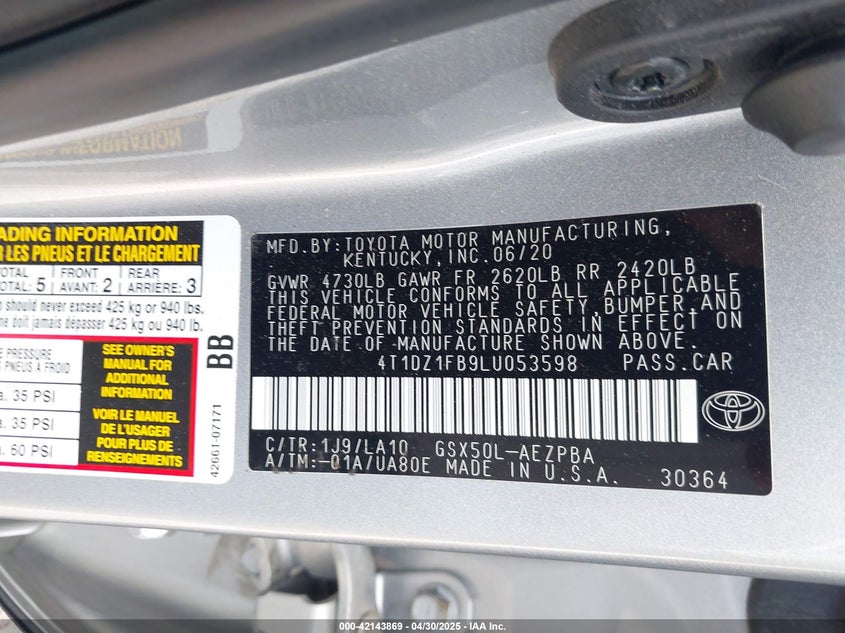 ADING INFORMATION
R LES PNEUS ET LE CHARGEMENT
TOTAL 5 FRONT 2 REAR 3
AVANT: ARRIÈRE:
should never exceed 425 kg or 940 lbs.
ne doit jamais dépasser 425 kg ou 940 lb.
E PRESSURE
PNEUS À FROID
35 PSI
35 PSI
60 PSI
SEE OWNER'S
MANUAL FOR
ADDITIONAL
INFORMATION
VOIR LE MANUEL
DE L'USAGER
POUR PLUS DE
RENSEIGNEMENTS
BB
42661-07171
MFD.BY:TOYOTA MOTOR MANUFACTURING,
KENTUCKY,INC.06/20
GVWR 4730LB GAWR FR 2620LB RR 2420LB
THIS VEHICLE CONFORMS TO ALL APPLICABLE
FEDERAL MOTOR VEHICLE SAFETY,BUMPER,AND
THEFT PREVENTION STANDARDS IN EFFECT ON
THE DATE OF MANUFACTURE SHOWN ABOVE.
4T1DZ1FB9LU053598 PASS.CAR
C/TR:1J9/LA10 GSX50L-AEZPBA
A/TM:-01A/UA80E MADE IN U.S.A.
30364
INFORMATION
000-42143869 - 04/30/2025 - IAA Inc.